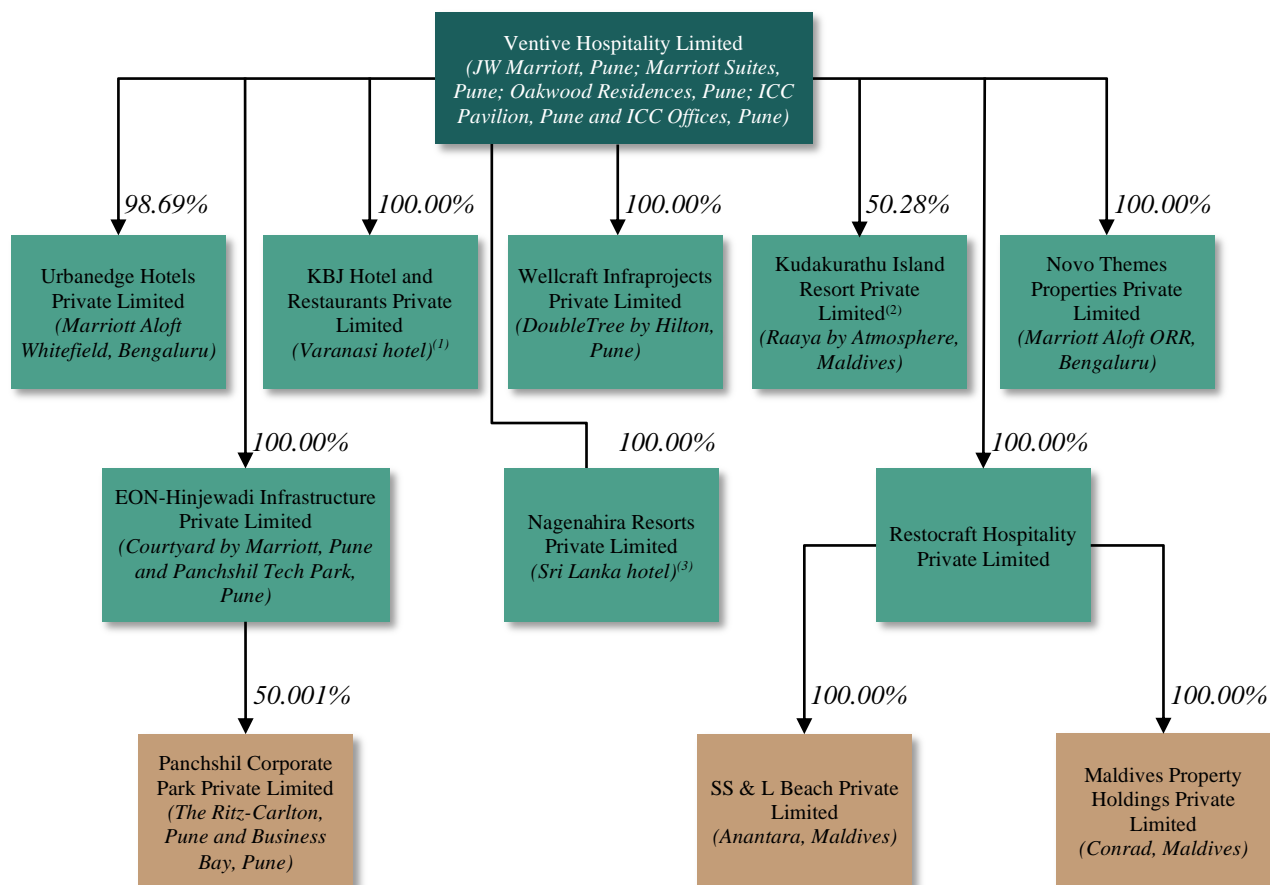 Ventive Hospitality Limited
(JW Marriott, Pune; Marriott Suites,
Pune; Oakwood Residences, Pune; ICC
Pavilion, Pune and ICC Offices, Pune)
98.69%
Urbanedge Hotels
Private Limited
(Marriott Aloft
Whitefield, Bengaluru)
100.00%
KBJ Hotel and
Restaurants Private
Limited
(Varanasi hotel)(1)
100.00%
Wellcraft Infraprojects
Private Limited
(DoubleTree by Hilton,
Pune)
50.28%
Kudakurathu Island
Resort Private
Limited(2)
(Raaya by Atmosphere,
Maldives)
100.00%
Novo Themes
Properties Private
Limited
(Marriott Aloft ORR,
Bengaluru)
100.00%
EON-Hinjewadi Infrastructure
Private Limited
(Courtyard by Marriott, Pune
and Panchshil Tech Park,
Pune)
100.00%
Nagenahira Resorts
Private Limited
(Sri Lanka hotel)(3)
100.00%
Restocraft Hospitality
Private Limited
50.001%
Panchshil Corporate
Park Private Limited
(The Ritz-Carlton,
Pune and Business
Bay, Pune)
100.00%
SS & L Beach Private
Limited
(Anantara, Maldives)
100.00%
Maldives Property
Holdings Private
Limited
(Conrad, Maldives)